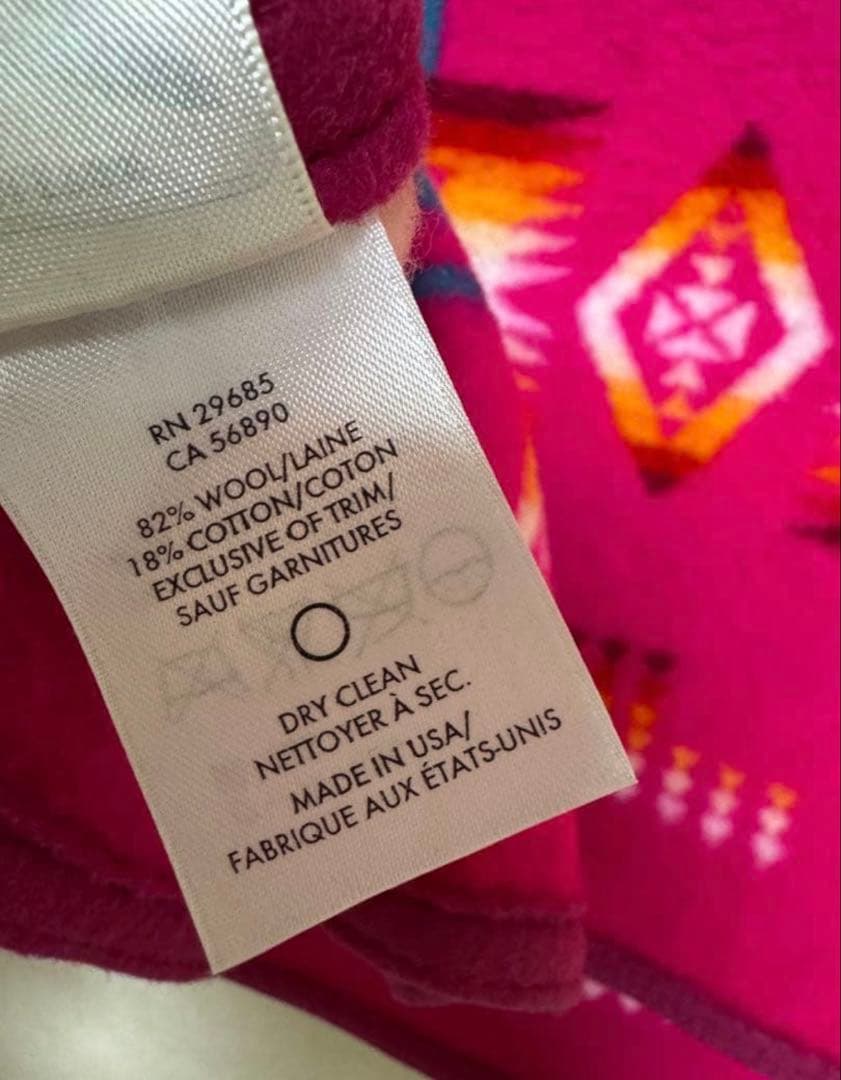 RN 29685
CA 56890
82% WOOL/LAINE
18% COTTON/COTON
EXCLUSIVE OF TRIM/
SAUF GARNITURES
DRY CLEAN
NETTOYER À SEC.
MADE IN USA/
FABRIQUE AUX ÉTATS-UNIS